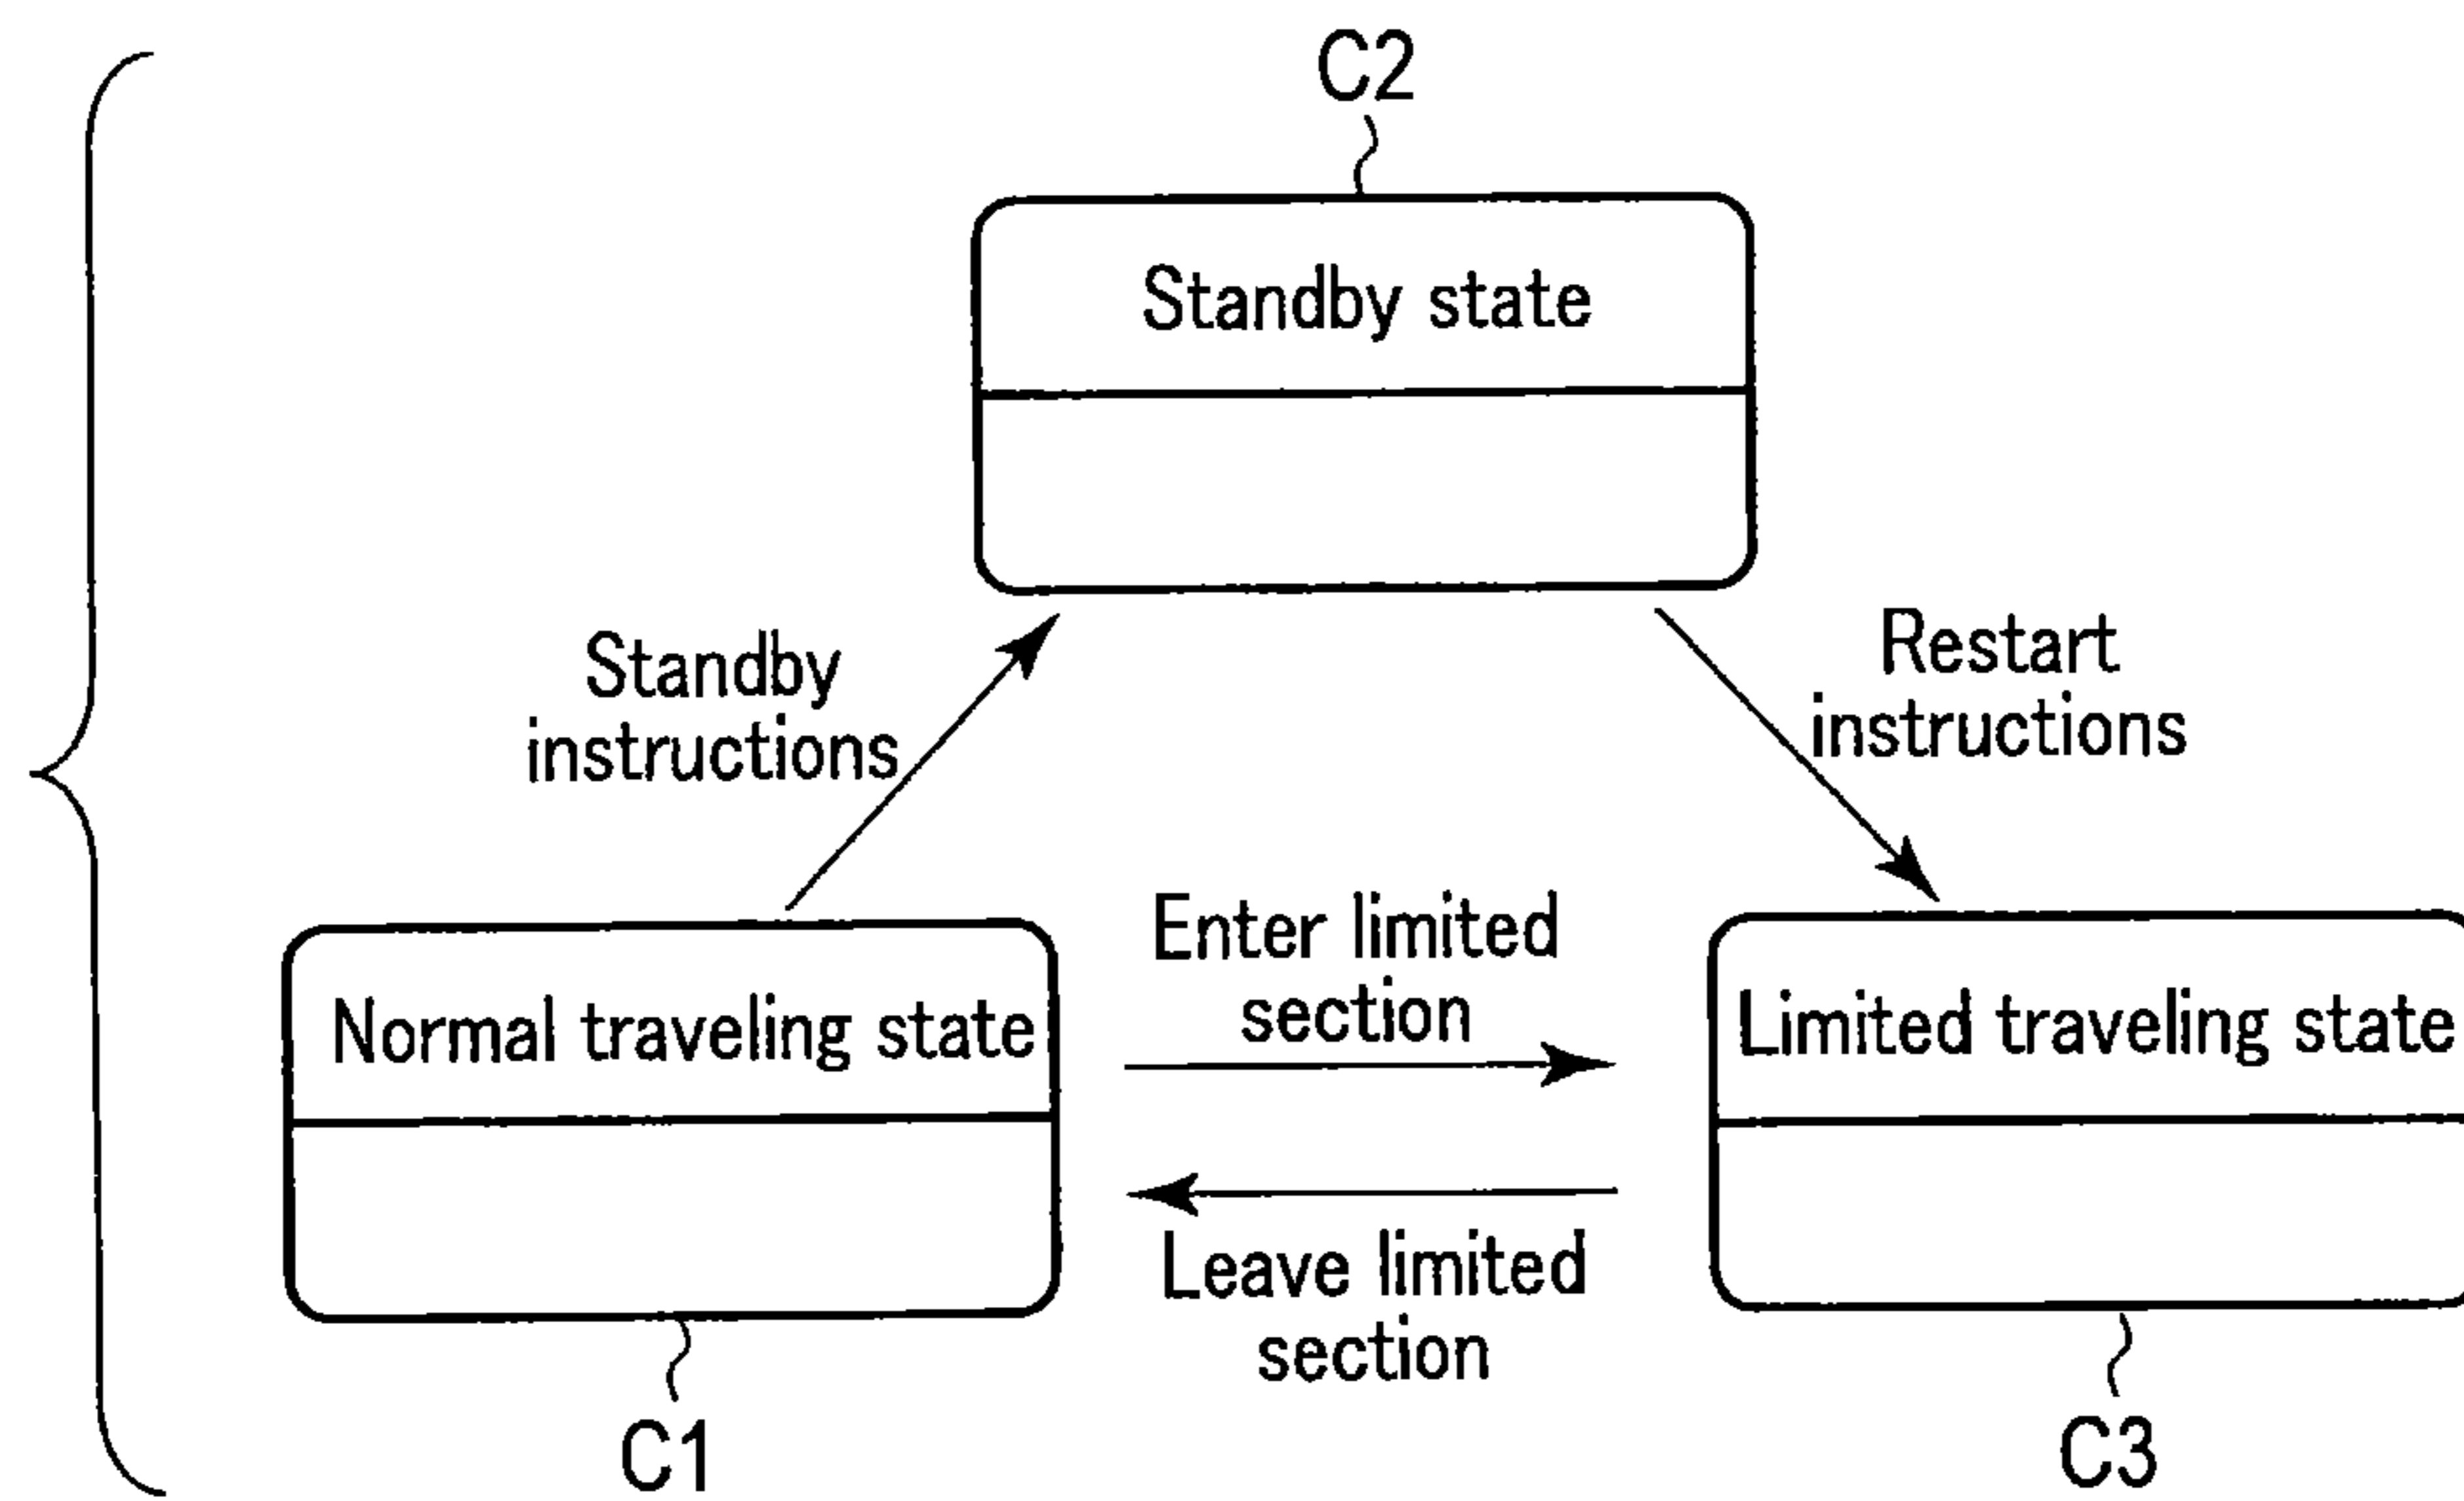 C2
Standby state
Standby
instructions
Restart
instructions
Enter limited
section
Normal traveling state
Limited traveling state
Leave limited
section
C1
C3